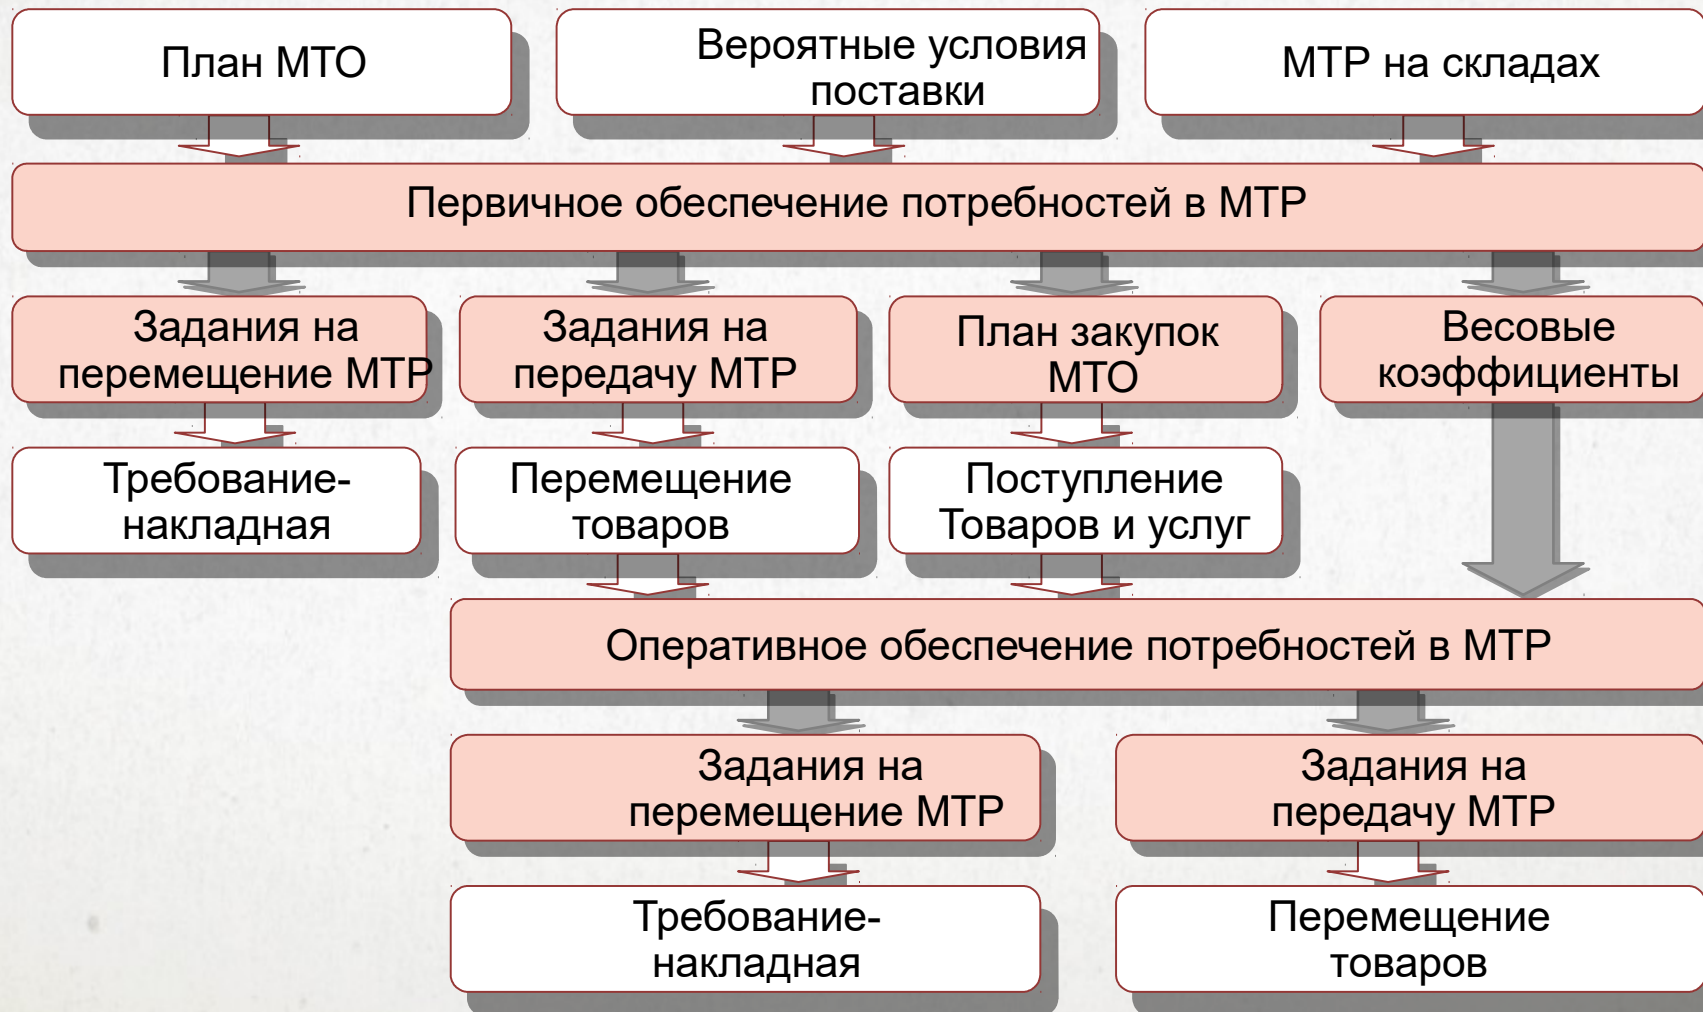 План МТО
Вероятные условия
поставки
МТР на складах
Первичное обеспечение потребностей в МТР
Задания на
перемещение МТР
Задания на
передачу МТР
План закупок
МТО
Весовые
коэффициенты
Требование-
накладная
Перемещение
товаров
Поступление
Товаров и услуг
Оперативное обеспечение потребностей в МТР
Задания на
перемещение МТР
Задания на
передачу МТР
Требование-
накладная
Перемещение
товаров